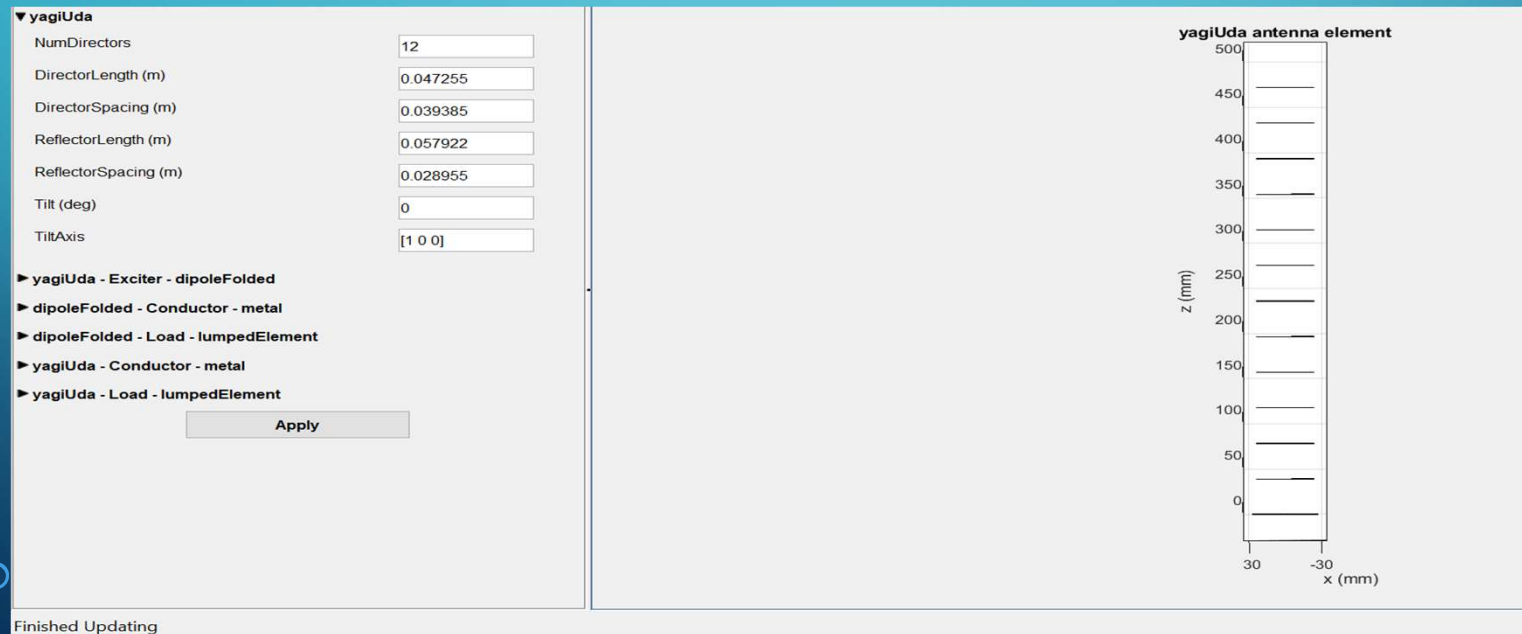 yagiUda
NumDirectors 12
DirectorLength (m) 0.047255
DirectorSpacing (m) 0.039385
ReflectorLength (m) 0.057922
ReflectorSpacing (m) 0.028955
Tilt (deg) 0
TiltAxis [1 0 0]
yagiUda - Exciter - dipoleFolded
dipoleFolded - Conductor - metal
dipoleFolded - Load - lumpedElement
yagiUda - Conductor - metal
yagiUda - Load - lumpedElement
Apply
Finished Updating
yagiUda antenna element
500
450
400
350
300
250
z (mm)
200
150
100
50
0
30 -30
x (mm)